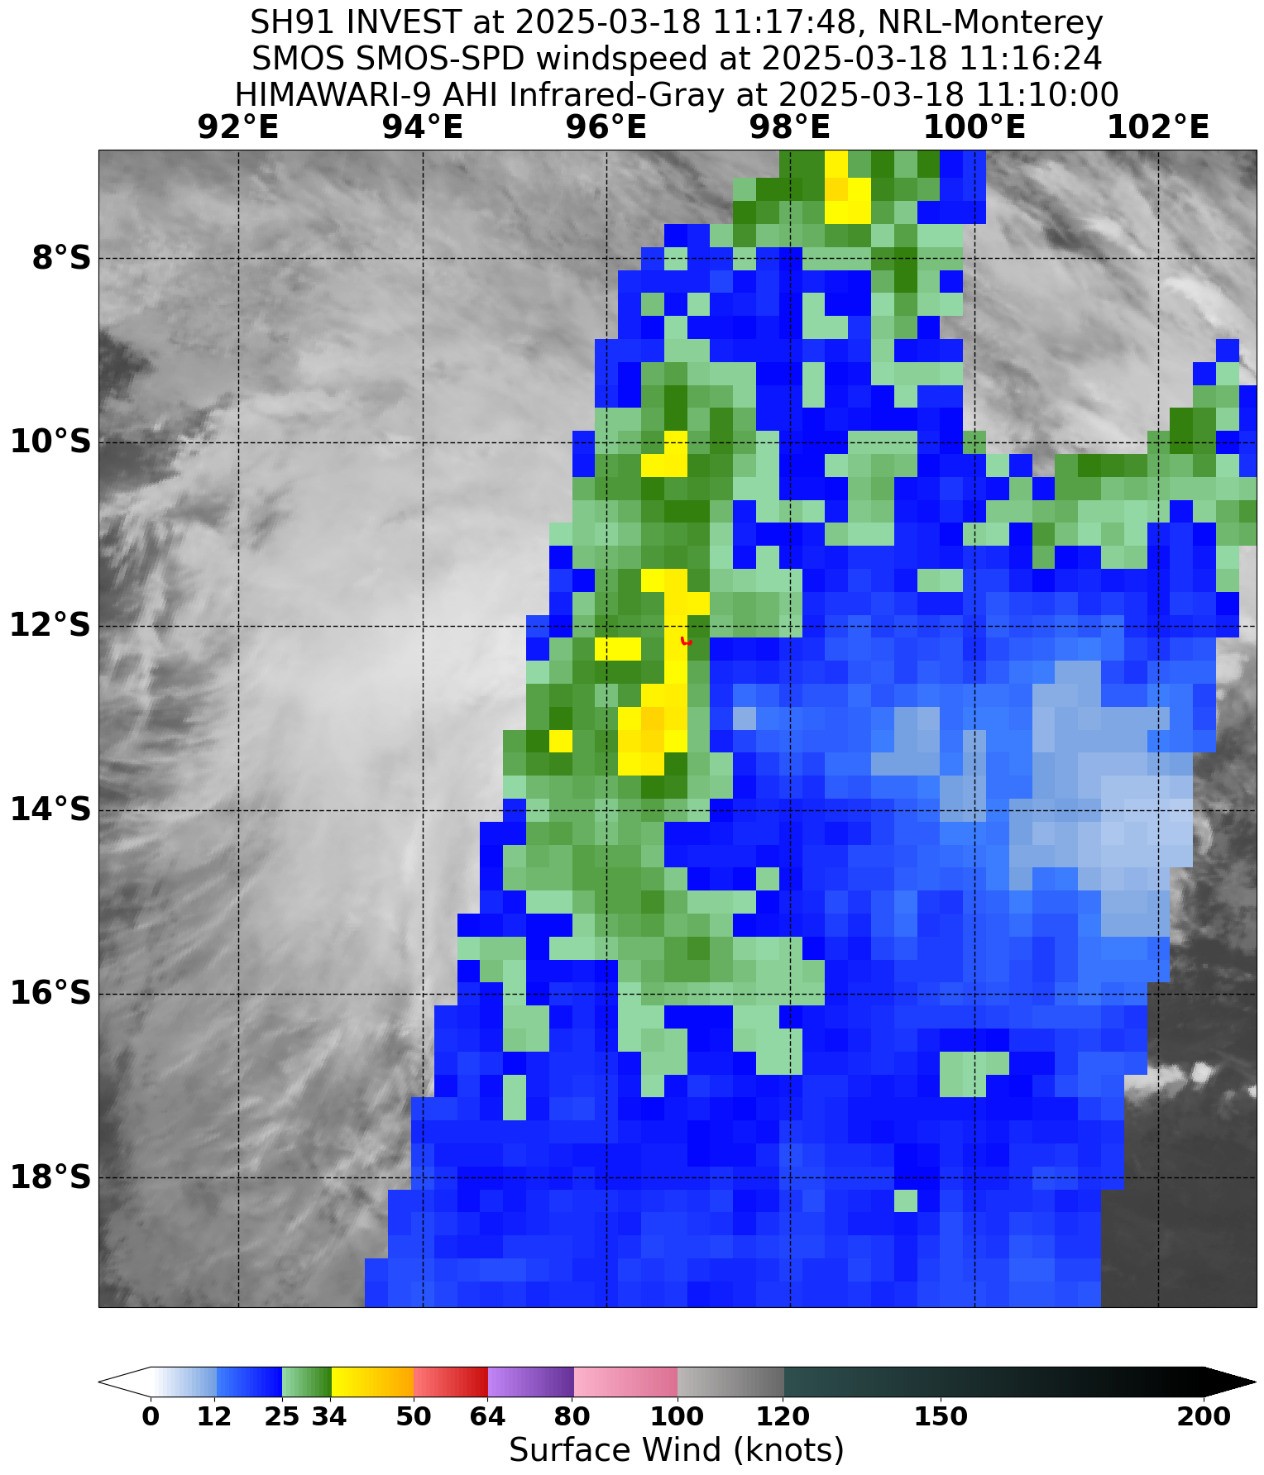 SH91 INVEST at 2025-03-18 11:17:48, NRL-Monterey
SMOS SMOS-SPD windspeed at 2025-03-18 11:16:24
HIMAWARI-9 AHI Infrared-Gray at 2025-03-18 11:10:00
92°E 94°E 96°E 98°E 100°E 102°E
8°S
10°S
12°S
14°S
16°S
18°S
0 12 25 34 50 64 80 100 120 150 200
Surface Wind (knots)